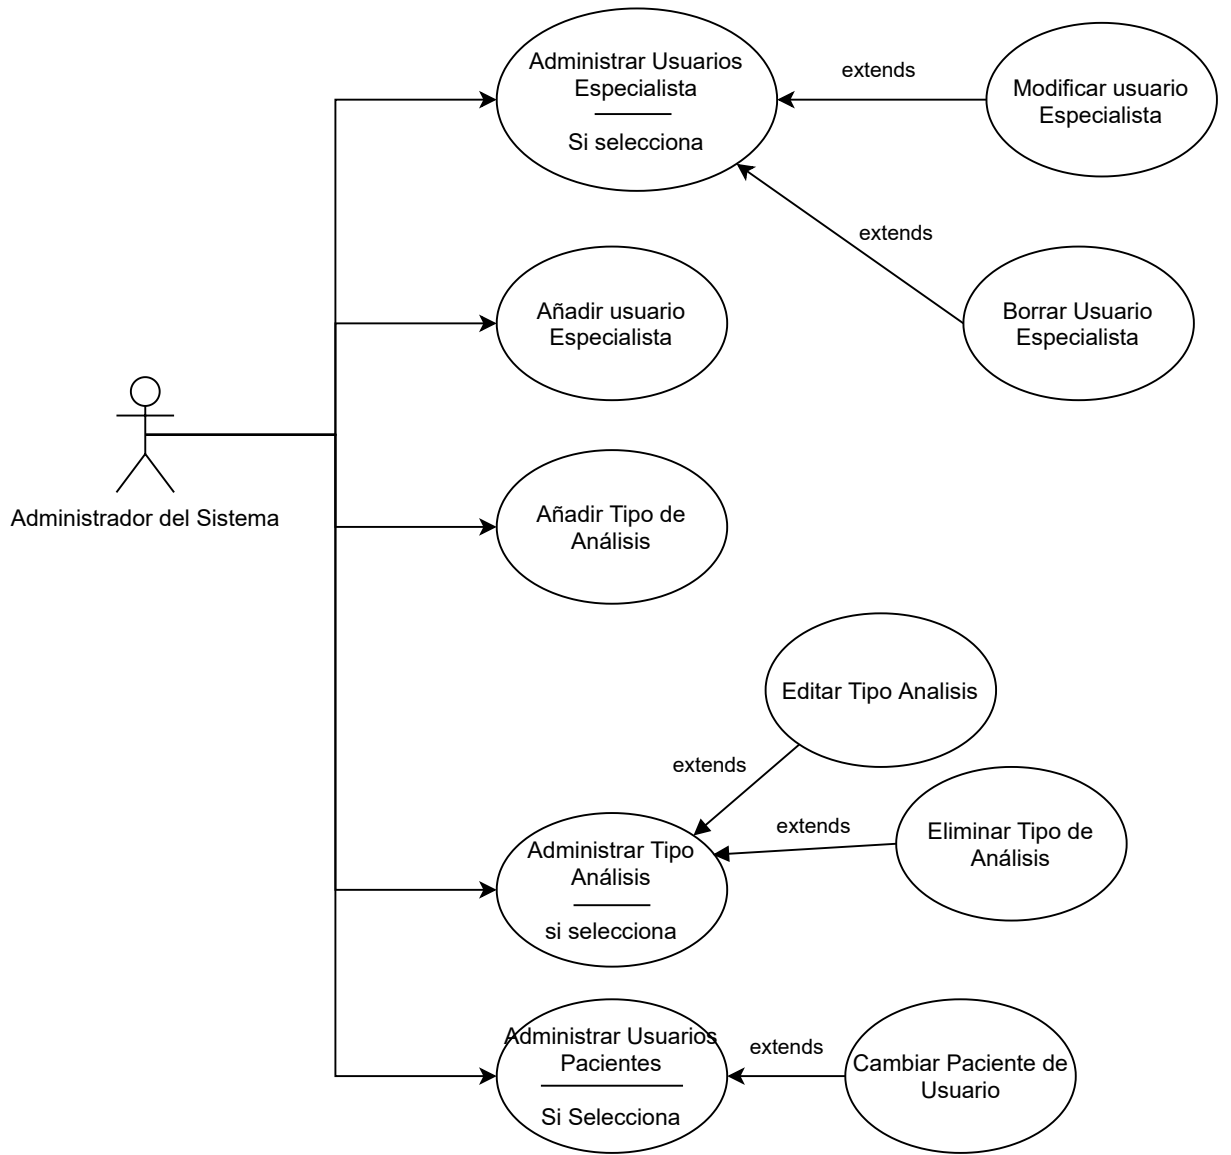 Administrar Usuarios
Especialista
Si selecciona
extends
Modificar usuario
Especialista
extends
Añadir usuario
Especialista
Borrar Usuario
Especialista
Administrador del Sistema
Añadir Tipo de
Análisis
Editar Tipo Analisis
extends
extends
Eliminar Tipo de
Análisis
Administrar Tipo
Análisis
si selecciona
Administrar Usuarios
Pacientes
Si Selecciona
extends
Cambiar Paciente de
Usuario